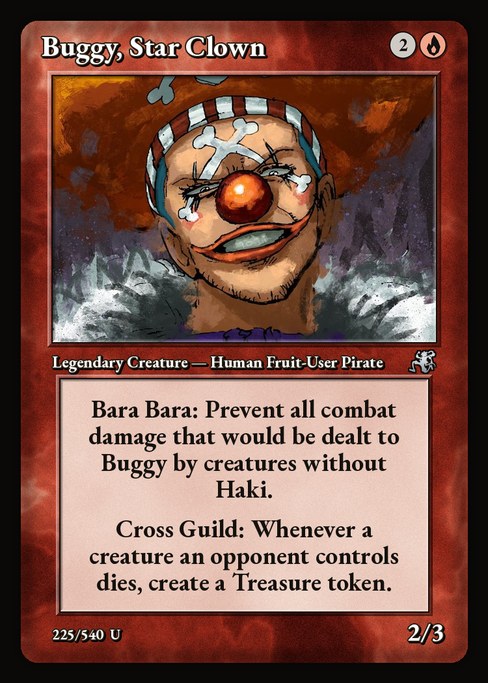 Buggy, Star Clown 2
Legendary Creature — Human Fruit-User Pirate
Bara Bara: Prevent all combat
damage that would be dealt to
Buggy by creatures without
Haki.
Cross Guild: Whenever a
creature an opponent controls
dies, create a Treasure token.
225/540 U 2/3